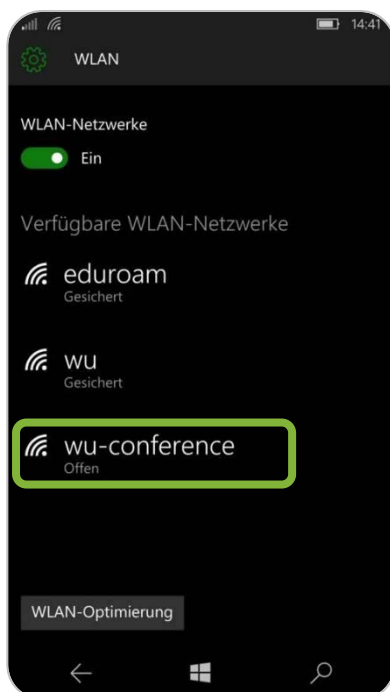 14:41
WLAN
WLAN-Netzwerke
Ein
Verfügbare WLAN-Netzwerke
eduroam
Gesichert
wu
Gesichert
wu-conference
Offen
WLAN-Optimierung